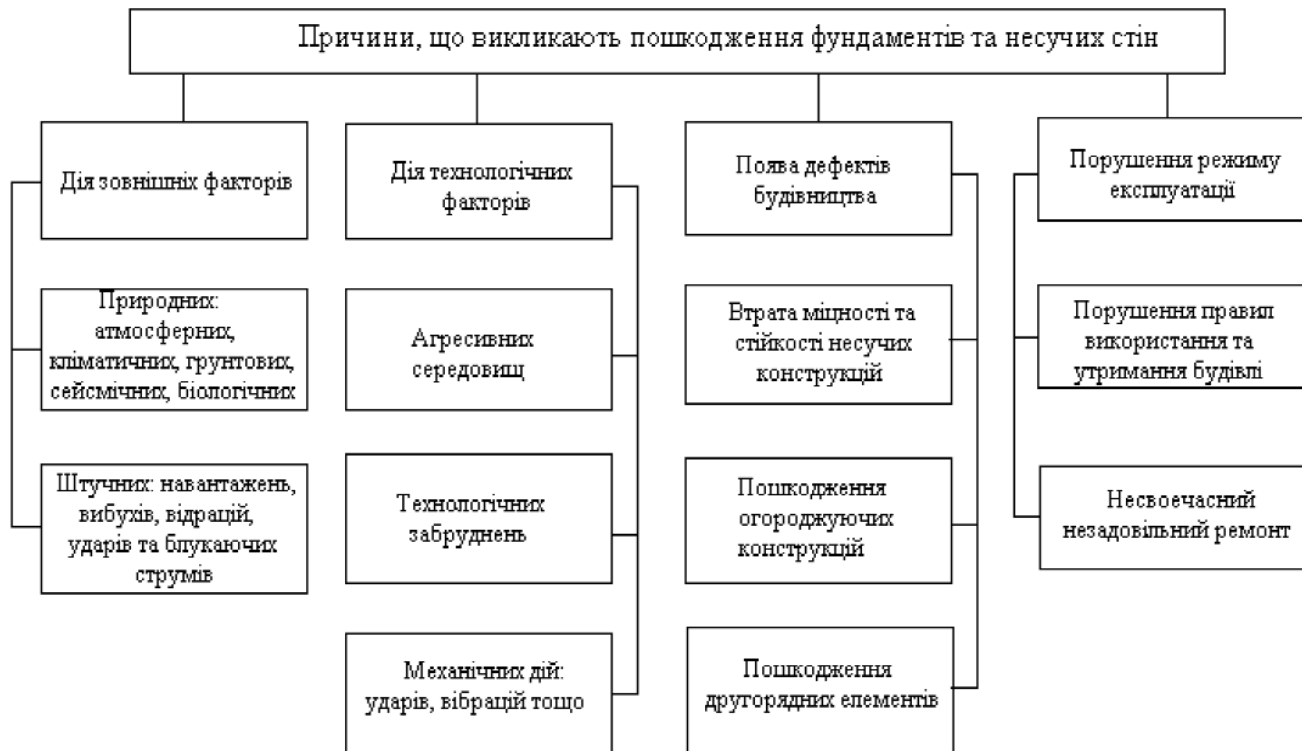 Причини, що викликають пошкодження фундаментів та несучих стін
Дія зовнішніх факторів
Природних:
атмосферних,
кліматичних, грунтових,
сейсмічних, біологічних
Штучних: навантажень,
вибухів, відрацій,
ударів та блукаючих
струмів
Дія технологічних
факторів
Агресивних
середовищ
Технологічних
забруднень
Механічних дій:
ударів, вібрацій тощо
Поява дефектів
будівництва
Втрата міцності та
стійкості несучих
конструкцій
Пошкодження
огороджуючих
конструкцій
Пошкодження
другорядних елементів
Порушення режиму
експлуатації
Порушення правил
використання та
утримання будівлі
Несвоечасний
незадовільний ремонт